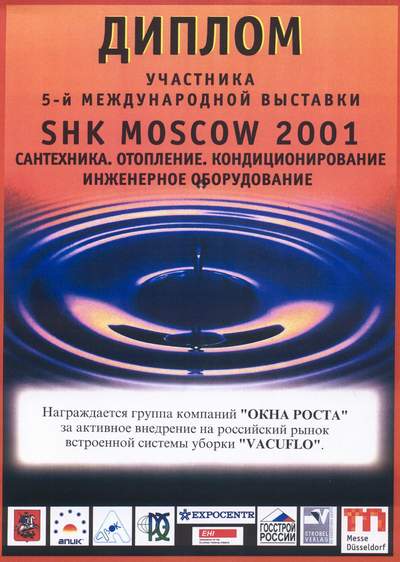 ДИПЛОМ
УЧАСТНИКА
5-й МЕЖДУНАРОДНОЙ ВЫСТАВКИ
SHK MOSCOW 2001
САНТЕХНИКА. ОТОПЛЕНИЕ. КОНДИЦИОНИРОВАНИЕ
ИНЖЕНЕРНОЕ ОБОРУДОВАНИЕ
Награждается группа компаний "ОКНА РОСТА"
за активное внедрение на российский рынок
встроенной системы уборки "VACUFLO".
АПИК
EXPOCENTR
EHI
ГОССТРОЙ
РОССИИ
STROBEL
VERLAG
Messe
Düsseldorf